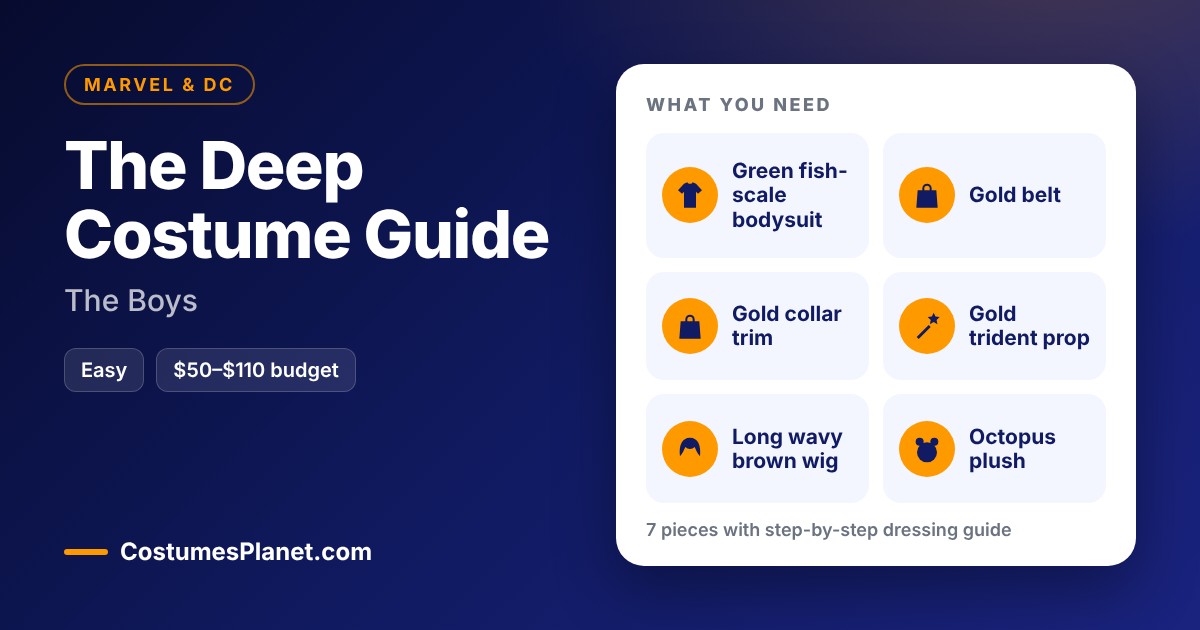 MARVEL & DC
The Deep
Costume Guide
The Boys
Easy
$50–$110 budget
CostumesPlanet.com
WHAT YOU NEED
Green fish-
scale
bodysuit
Gold belt
Gold collar
trim
Gold
trident prop
Long wavy
brown wig
Octopus
plush
7 pieces with step-by-step dressing guide